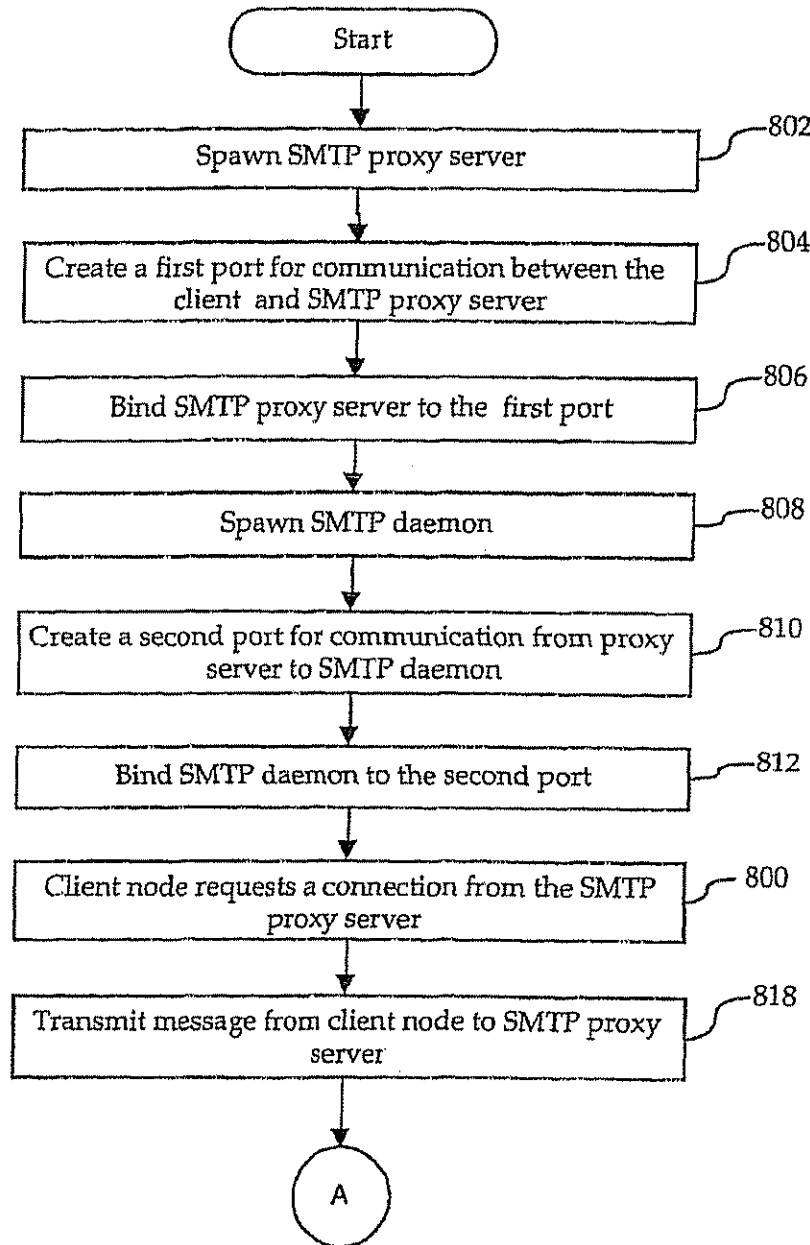 Start
Spawn SMTP proxy server
802
Create a first port for communication between the
client and SMTP proxy server
804
Bind SMTP proxy server to the first port
806
Spawn SMTP daemon
808
Create a second port for communication from proxy
server to SMTP daemon
810
Bind SMTP daemon to the second port
812
Client node requests a connection from the SMTP
proxy server
800
Transmit message from client node to SMTP proxy
server
818
A